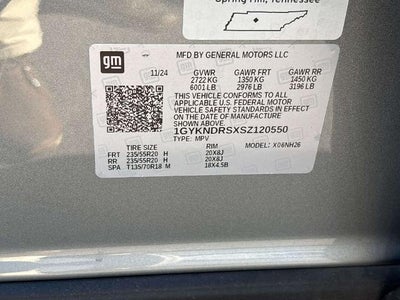 Spring Hill, Tennessee
gm
MFD BY GENERAL MOTORS LLC
11/24 GVWR GAWR FRT GAWR RR
2722 KG 1350 KG 1450 KG
6001 LB 2976 LB 3196 LB
THIS VEHICLE CONFORMS TO ALL
APPLICABLE U.S. FEDERAL MOTOR
VEHICLE SAFETY STANDARDS IN EFFECT
ON THE DATE OF MANUFACTURE
SHOWN ABOVE.
1GYKNDRSXSZ120550
TYPE: MPV
TIRE SIZE RIM MODEL: X06NH26
FRT 235/55R20 H 20X8J
RR 235/55R20 H 20X8J
SPA T135/70R18 M 18X4.5B